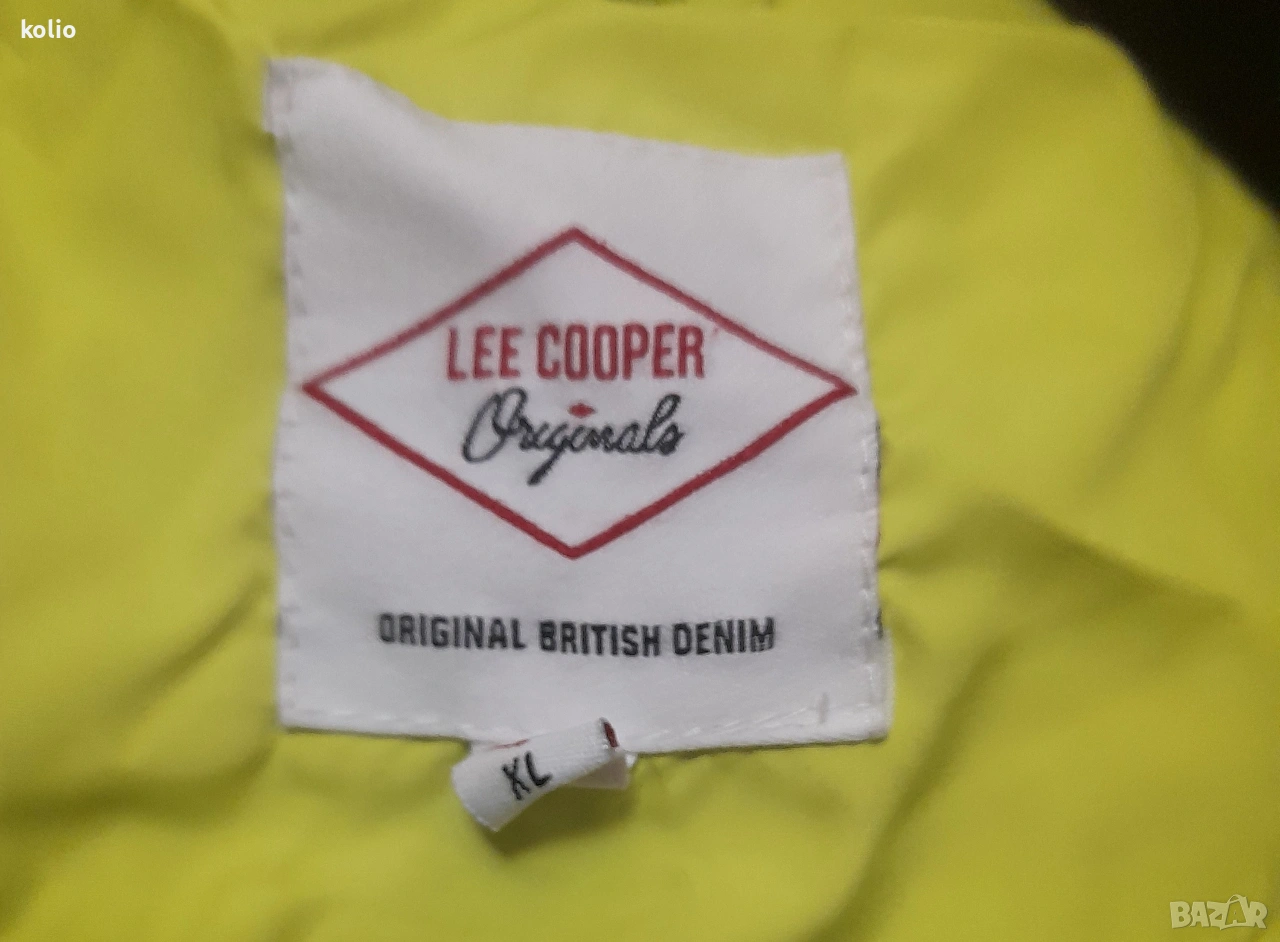 kolio
LEE COOPER
Originals
ORIGINAL BRITISH DENIM
XL
BAZAR